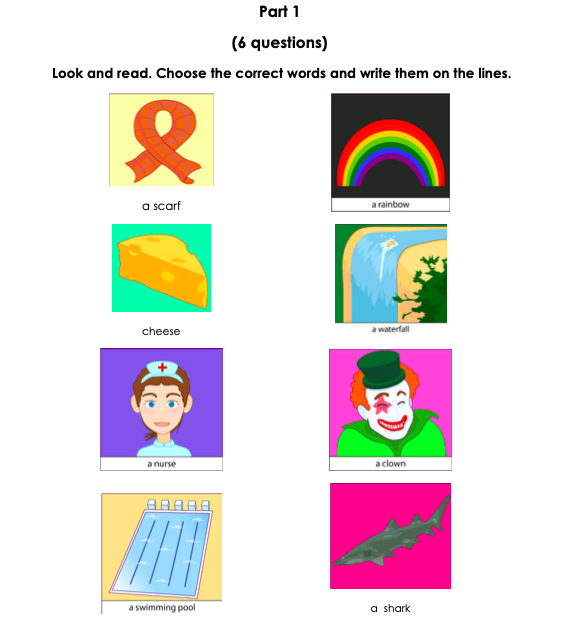 Part 1
(6 questions)
Look and read. Choose the correct words and write them on the lines.
a scarf
a rainbow
cheese
a waterfall
a nurse
a clown
a swimming pool
a shark